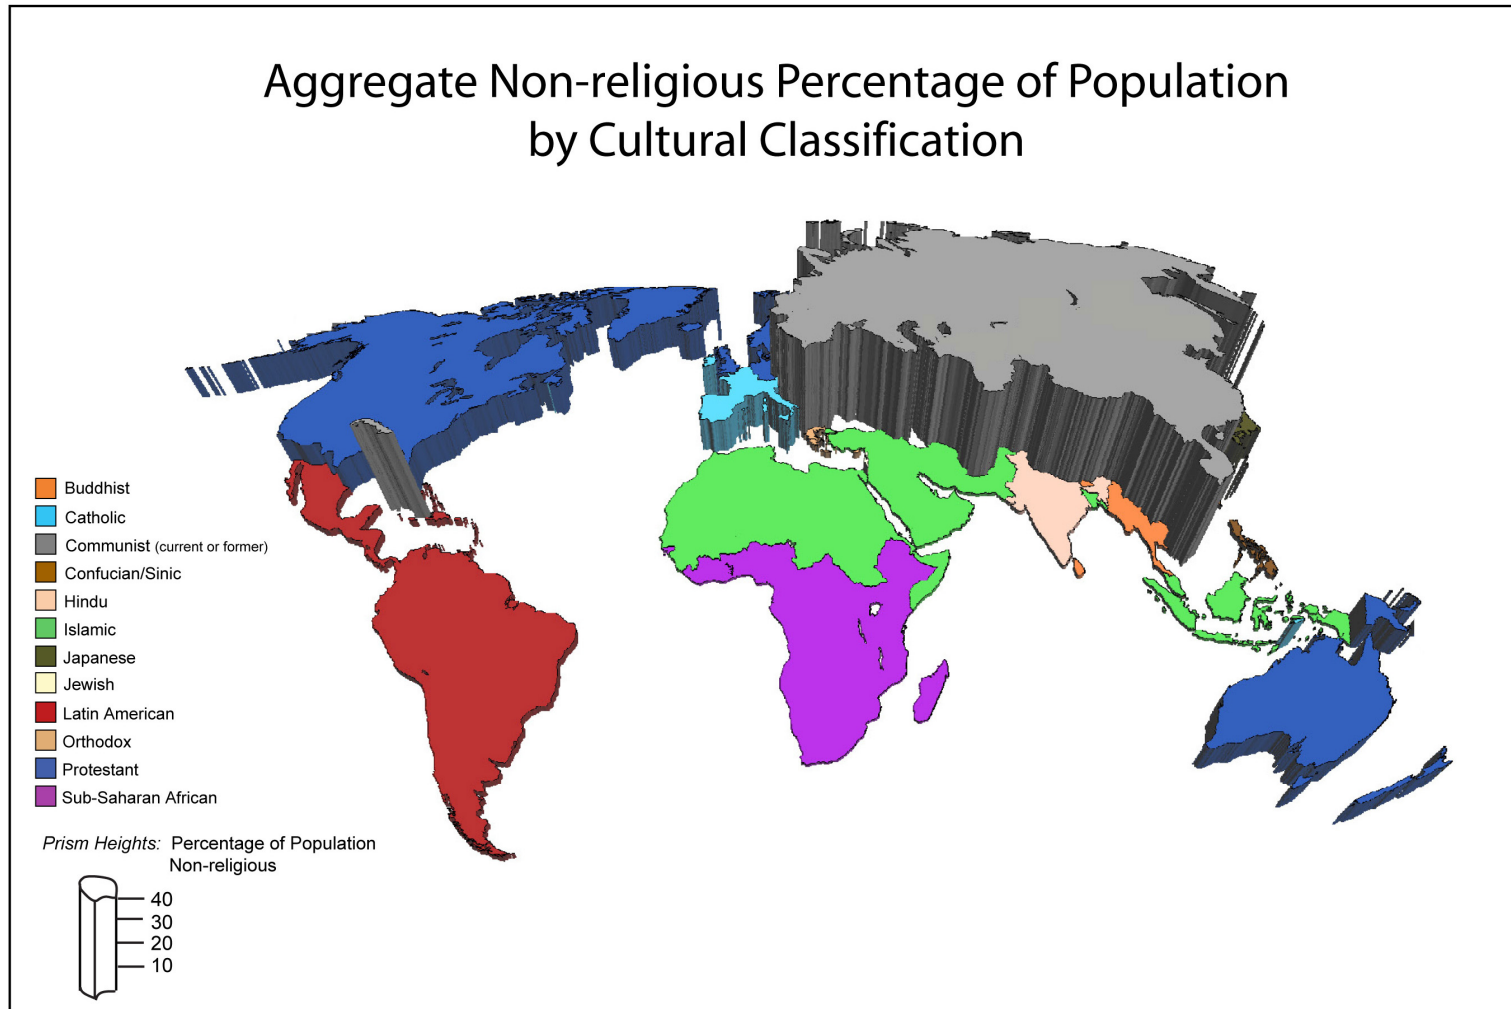 Aggregate Non-religious Percentage of Population
by Cultural Classification
Buddhist
Catholic
Communist (current or former)
Confucian/Sinic
Hindu
Islamic
Japanese
Jewish
Latin American
Orthodox
Protestant
Sub-Saharan African
Prism Heights: Percentage of Population
Non-religious
40
30
20
10